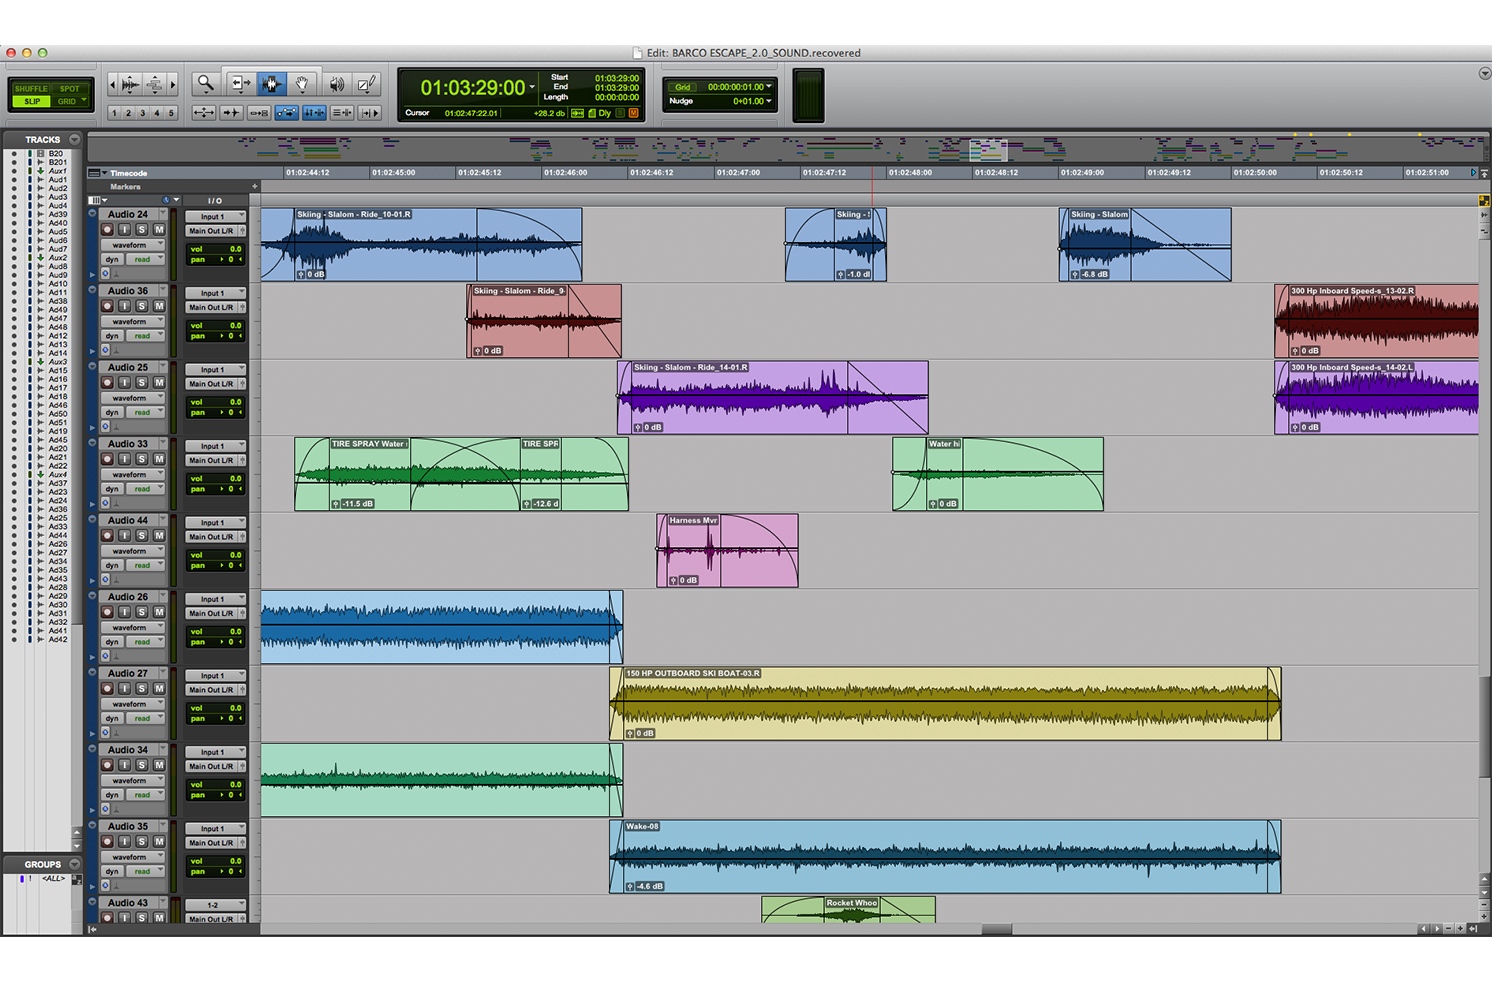 Edit: BARCO ESCAPE_2.0_SOUND.recovered
SHUFFLE SPOT
SLIP GRID
1 2 3 4 5
01:03:29:00
Start 01:03:29:00
End 01:03:29:00
Length 00:00:00:00
Cursor 01:02:47:22.01 +28.2 db Dly
Grid 00:00:00:01.00
Nudge 0+01.00
TRACKS
B20
B201
Aux1
Aud1
Aud2
Aud3
Aud4
Ad39
Ad40
Aud5
Aud6
Aud7
Aux2
Aud8
Aud9
Ad10
Ad11
Ad38
Ad49
Ad47
Ad48
Ad12
Ad13
Ad14
Aux3
Ad15
Ad16
Ad17
Ad18
Ad46
Ad50
Ad51
Ad19
Ad45
Ad20
Ad21
Ad22
Aux4
Ad37
Ad23
Ad24
Ad36
Ad25
Ad33
Ad44
Ad26
Ad27
Ad34
Ad35
Ad43
Ad28
Ad29
Ad30
Ad31
Ad32
Ad41
Ad42
GROUPS
! <ALL>
Timecode
01:02:44:12 01:02:45:00 01:02:45:12 01:02:46:00 01:02:46:12 01:02:47:00 01:02:47:12 01:02:48:00 01:02:48:12 01:02:49:00 01:02:49:12 01:02:50:00 01:02:50:12 01:02:51:00
Markers
I / O
Audio 24
I S M
waveform
dyn read
Input 1
Main Out L/R
vol 0.0
pan 0
Skiing - Slalom - Ride_10-01.R
0 dB
Skiing -
-1.0 d
Skiing - Slalom
-6.8 dB
Audio 36
I S M
waveform
dyn read
Input 1
Main Out L/R
vol 0.0
pan 0
Skiing - Slalom - Ride_9-
0 dB
300 Hp Inboard Speed-s_13-02.R
0 dB
Audio 25
I S M
waveform
dyn read
Input 1
Main Out L/R
vol 0.0
pan 0
Skiing - Slalom - Ride_14-01.R
0 dB
300 Hp Inboard Speed-s_14-02.L
0 dB
Audio 33
I S M
waveform
dyn read
Input 1
Main Out L/R
vol 0.0
pan 0
TIRE SPRAY Water
-11.5 dB
TIRE SPR
-12.6 d
Water hi
0 dB
Audio 44
I S M
waveform
dyn read
Input 1
Main Out L/R
vol 0.0
pan 0
Harness Mvr
0 dB
Audio 26
I S M
waveform
dyn read
Input 1
Main Out L/R
vol 0.0
pan 0
Audio 27
I S M
waveform
dyn read
Input 1
Main Out L/R
vol 0.0
pan 0
150 HP OUTBOARD SKI BOAT-03.R
0 dB
Audio 34
I S M
waveform
dyn read
Input 1
Main Out L/R
vol 0.0
pan 0
Audio 35
I S M
waveform
dyn read
Input 1
Main Out L/R
vol 0.0
pan 0
Wake-08
-4.6 dB
Audio 43
I S M
1-2
Main Out L/R
Rocket Whoo